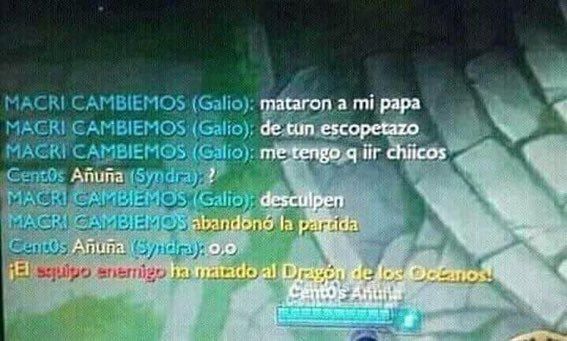 MACRI CAMBIEMOS (Galio): mataron a mi papa
MACRI CAMBIEMOS (Galio): de tun escopetazo
MACRI CAMBIEMOS (Galio): me tengo q iir chiicos
Cent0s Añuña (Syndra): ?
MACRI CAMBIEMOS (Galio): desculpen
MACRI CAMBIEMOS abandonó la partida
Cent0s Añuña (Syndra): o.o
¡El equipo enemigo ha matado al Dragón de los Océanos!
Cent0s Añuña